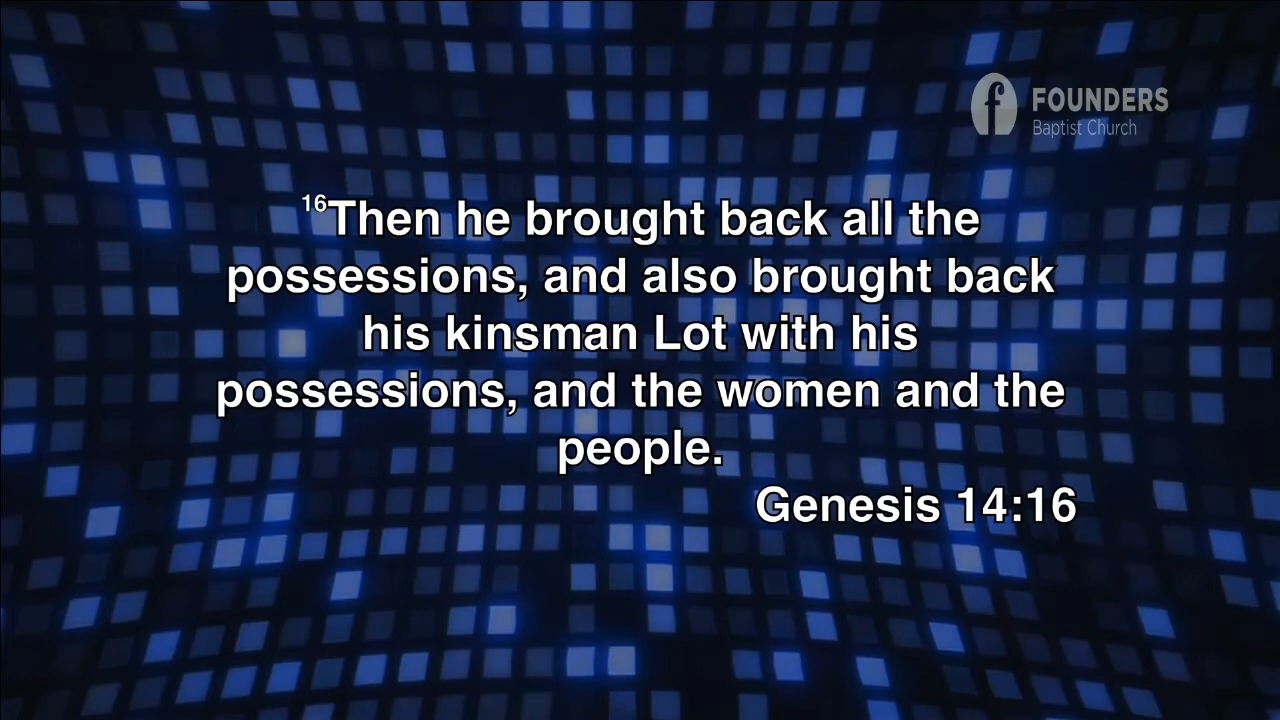 FOUNDERS
Baptist Church
16Then he brought back all the
possessions, and also brought back
his kinsman Lot with his
possessions, and the women and the
people.
Genesis 14:16